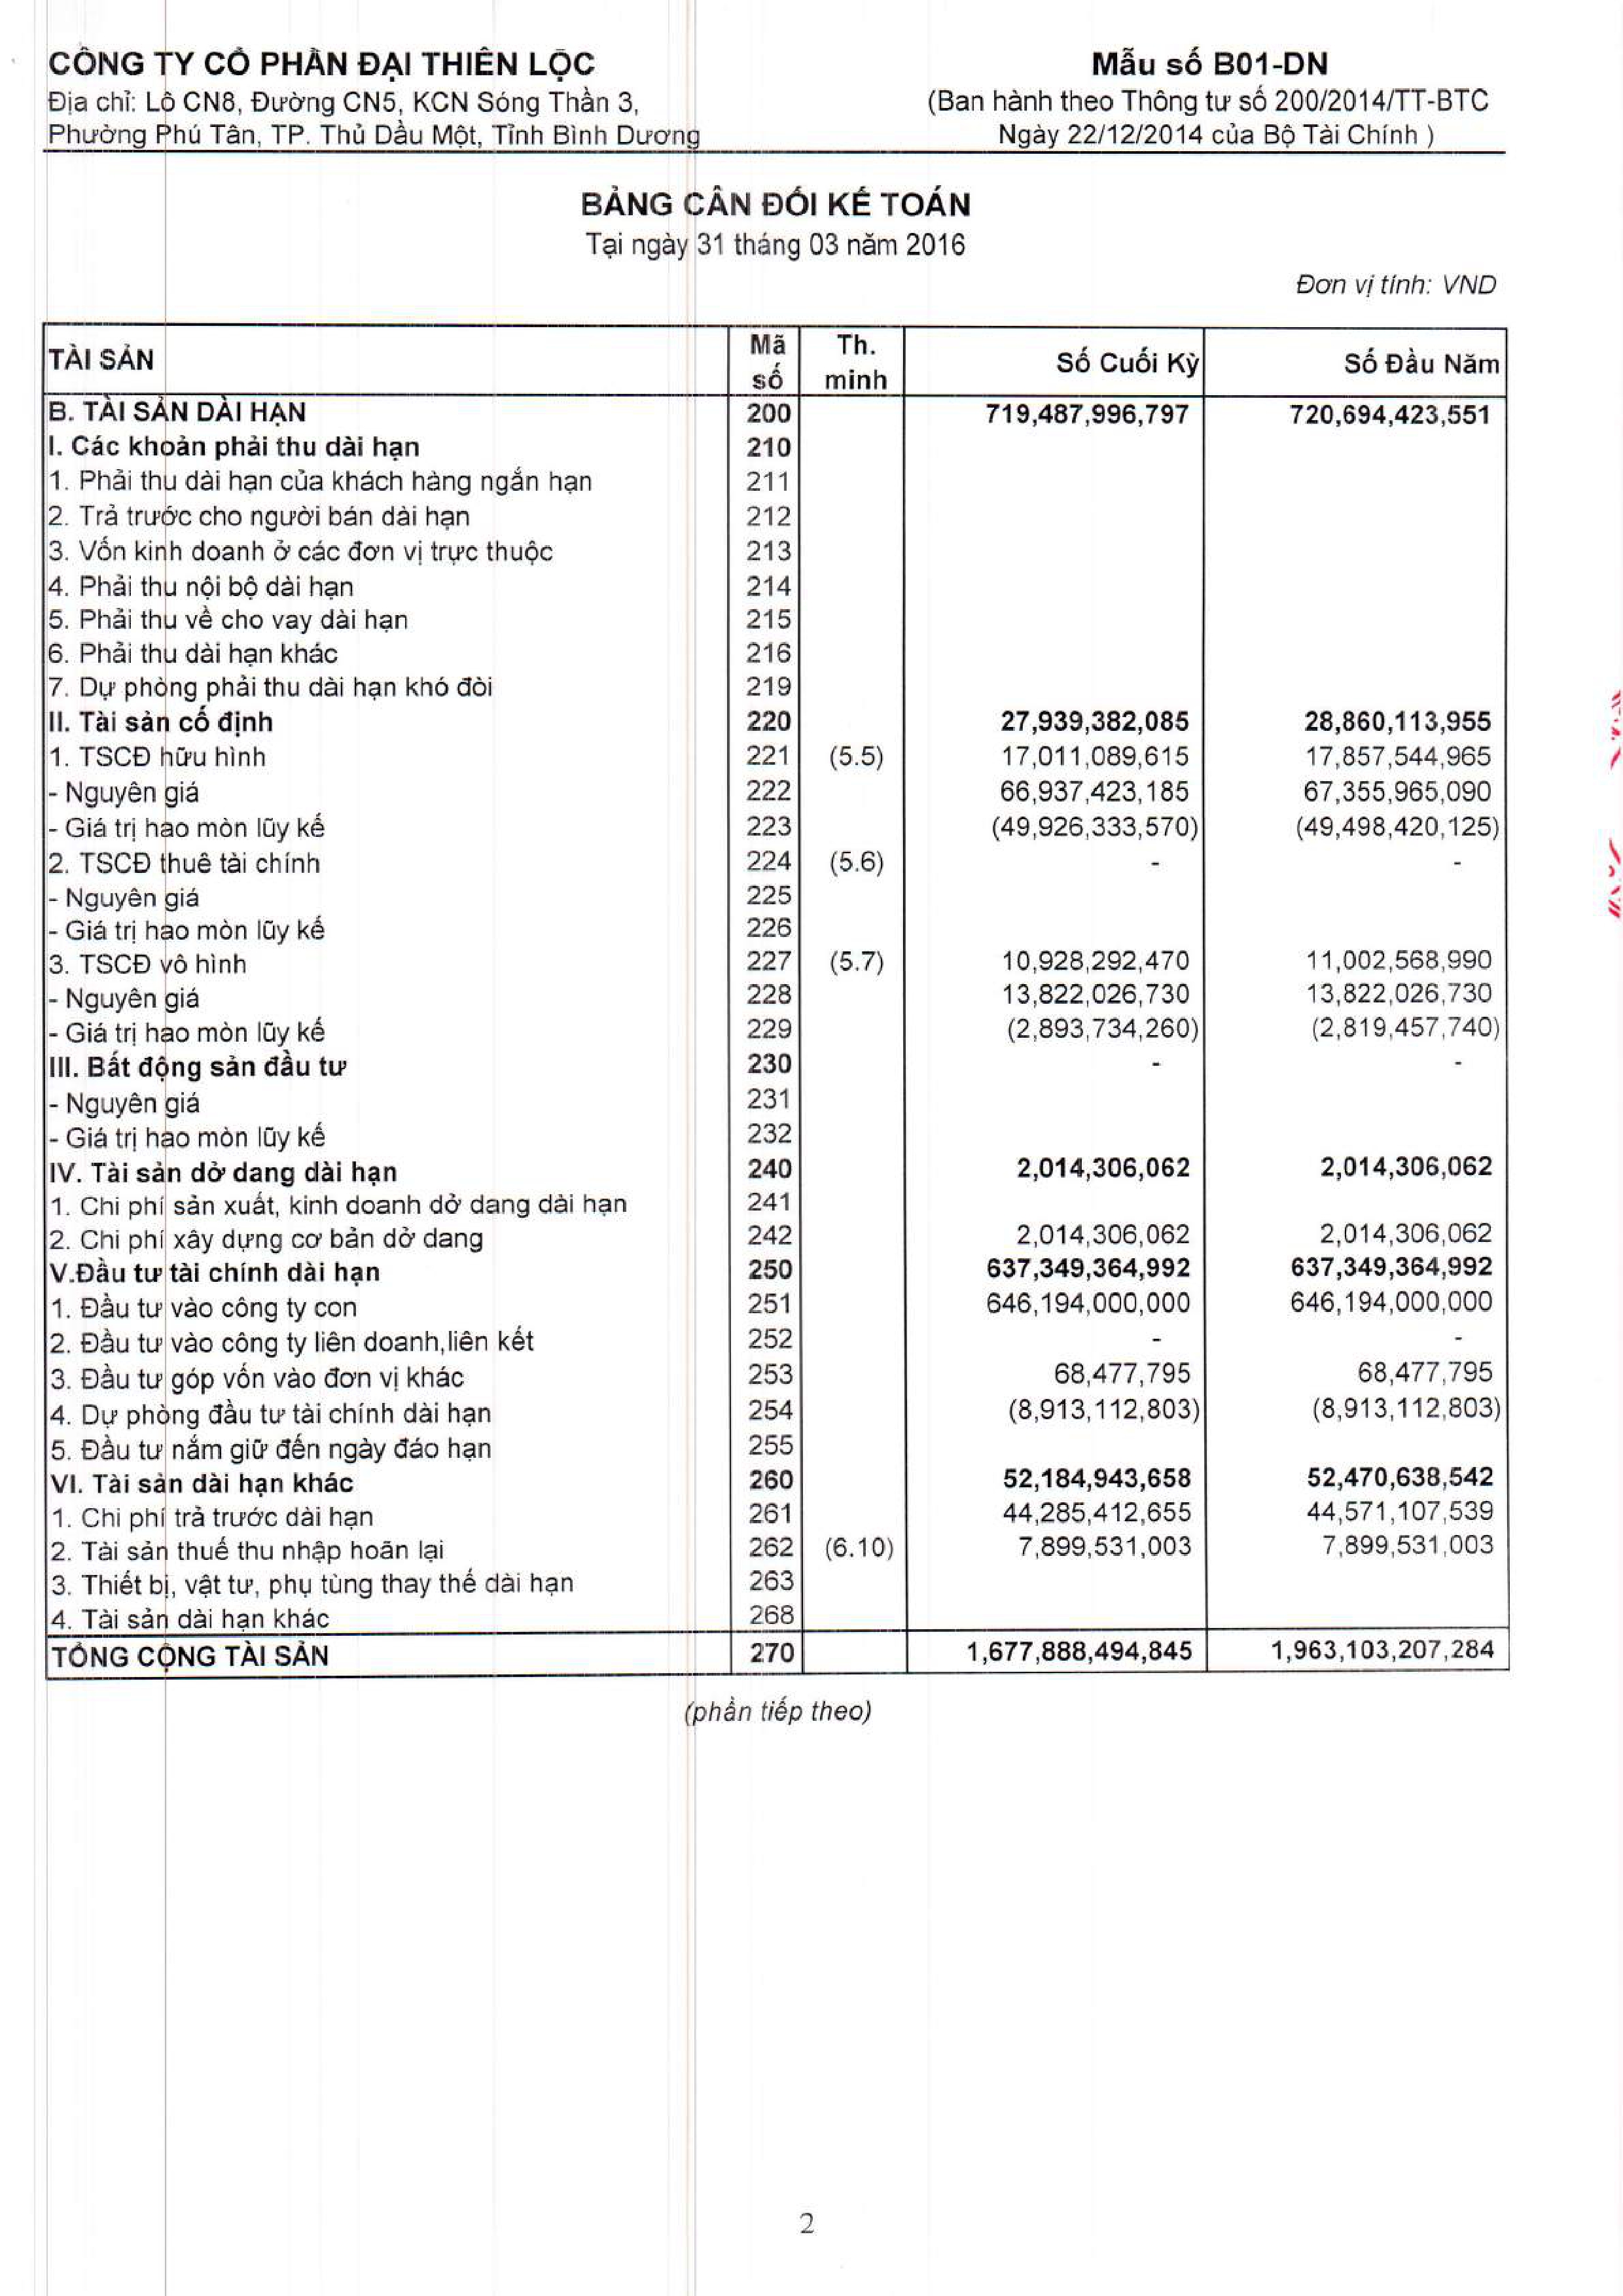 CÔNG TY CỔ PHẦN ĐẠI THIÊN LỘC
Địa chỉ: Lô CN8, Đường CN5, KCN Sóng Thần 3,
Phường Phú Tân, TP. Thủ Dầu Một, Tỉnh Bình Dương
Mẫu số B01-DN
(Ban hành theo Thông tư số 200/2014/TT-BTC
Ngày 22/12/2014 của Bộ Tài Chính )
BẢNG CÂN ĐỐI KẾ TOÁN
Tại ngày 31 tháng 03 năm 2016
Đơn vị tính: VND
TÀI SẢN Mã số Th. minh Số Cuối Kỳ Số Đầu Năm
B. TÀI SẢN DÀI HẠN 200 719,487,996,797 720,694,423,551
I. Các khoản phải thu dài hạn 210
1. Phải thu dài hạn của khách hàng ngắn hạn 211
2. Trả trước cho người bán dài hạn 212
3. Vốn kinh doanh ở các đơn vị trực thuộc 213
4. Phải thu nội bộ dài hạn 214
5. Phải thu về cho vay dài hạn 215
6. Phải thu dài hạn khác 216
7. Dự phòng phải thu dài hạn khó đòi 219
II. Tài sản cố định 220 27,939,382,085 28,860,113,955
1. TSCĐ hữu hình 221 (5.5) 17,011,089,615 17,857,544,965
- Nguyên giá 222 66,937,423,185 67,355,965,090
- Giá trị hao mòn lũy kế 223 (49,926,333,570) (49,498,420,125)
2. TSCĐ thuê tài chính 224 (5.6) - -
- Nguyên giá 225
- Giá trị hao mòn lũy kế 226
3. TSCĐ vô hình 227 (5.7) 10,928,292,470 11,002,568,990
- Nguyên giá 228 13,822,026,730 13,822,026,730
- Giá trị hao mòn lũy kế 229 (2,893,734,260) (2,819,457,740)
III. Bất động sản đầu tư 230 - -
- Nguyên giá 231
- Giá trị hao mòn lũy kế 232
IV. Tài sản dở dang dài hạn 240 2,014,306,062 2,014,306,062
1. Chi phí sản xuất, kinh doanh dở dang dài hạn 241
2. Chi phí xây dựng cơ bản dở dang 242 2,014,306,062 2,014,306,062
V.Đầu tư tài chính dài hạn 250 637,349,364,992 637,349,364,992
1. Đầu tư vào công ty con 251 646,194,000,000 646,194,000,000
2. Đầu tư vào công ty liên doanh,liên kết 252 - -
3. Đầu tư góp vốn vào đơn vị khác 253 68,477,795 68,477,795
4. Dự phòng đầu tư tài chính dài hạn 254 (8,913,112,803) (8,913,112,803)
5. Đầu tư nắm giữ đến ngày đáo hạn 255
VI. Tài sản dài hạn khác 260 52,184,943,658 52,470,638,542
1. Chi phí trả trước dài hạn 261 44,285,412,655 44,571,107,539
2. Tài sản thuế thu nhập hoãn lại 262 (6.10) 7,899,531,003 7,899,531,003
3. Thiết bị, vật tư, phụ tùng thay thế dài hạn 263
4. Tài sản dài hạn khác 268
TỔNG CỘNG TÀI SẢN 270 1,677,888,494,845 1,963,103,207,284
(phần tiếp theo)
2